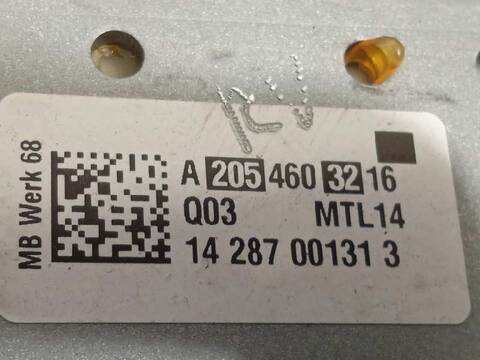 MB Werk 68
A 205 460 32 16
Q03 MTL14
14 287 00131 3